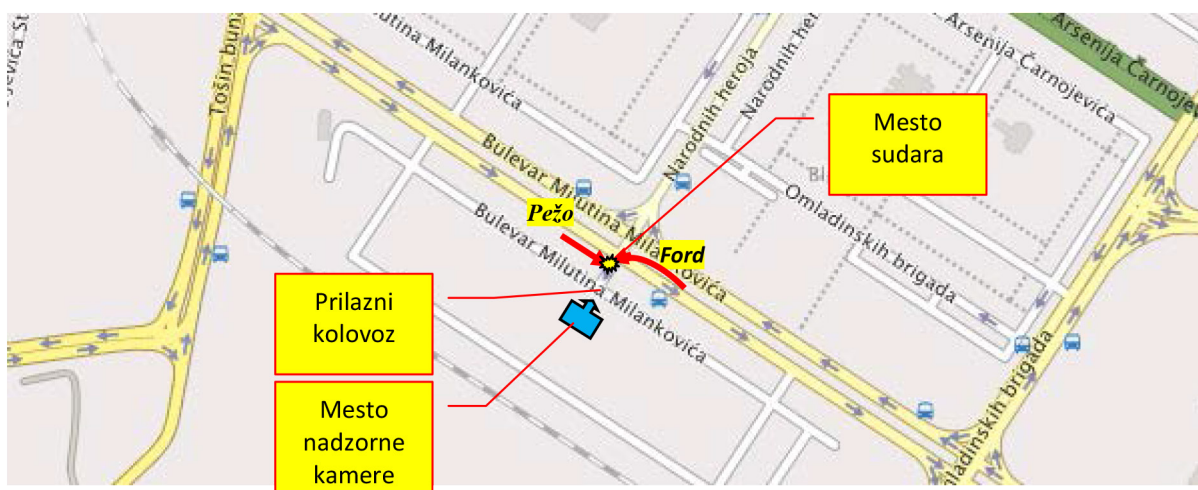 Tošin bunar
Milutina Milankovića
Narodnih heroja
Narodnih heroja
Arsenija Čarnojevića
Arsenija Čarnojevića
Mesto
sudara
Bulevar Milutina Milankovića
Omladinskih brigada
Pežo
Ford
Bulevar Milutina Milankovića
Prilazni
kolovoz
Mesto
nadzorne
kamere
Omladinskih brigada